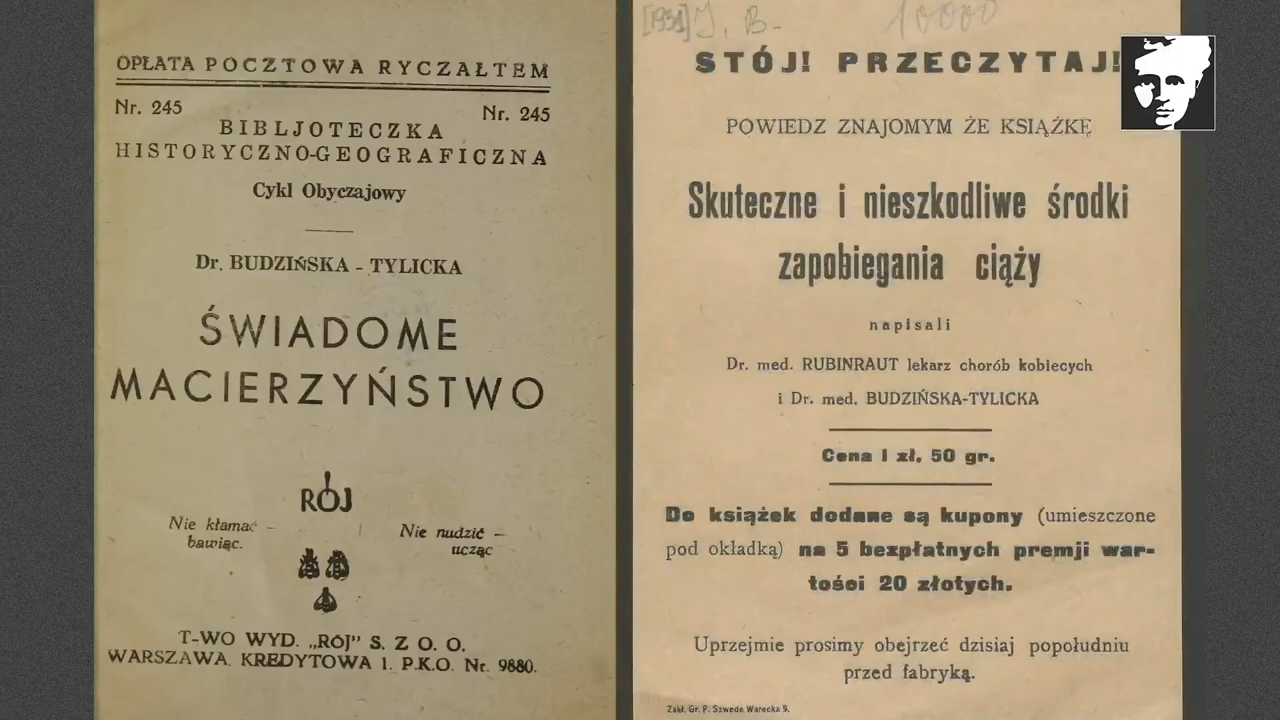 OPŁATA POCZTOWA RYCZAŁTEM
Nr. 245
Nr. 245
BIBLJOTECZKA
HISTORYCZNO-GEOGRAFICZNA
Cykl Obyczajowy
Dr. BUDZIŃSKA - TYLICKA
ŚWIADOME
MACIERZYŃSTWO
RÓJ
Nie kłamać –
bawiąc.
Nie nudzić –
ucząc
T-WO WYD. „RÓJ" S. Z O. O.
WARSZAWA, KREDYTOWA 1. P.K.O. Nr. 9880.
[1931] J. B. 10000
STÓJ! PRZECZYTAJ!
POWIEDZ ZNAJOMYM ŻE KSIĄŻKĘ
Skuteczne i nieszkodliwe środki
zapobiegania ciąży
napisali
Dr. med. RUBINRAUT lekarz chorób kobiecych
i Dr. med. BUDZIŃSKA-TYLICKA
Cena 1 zł. 50 gr.
Do książek dodane są kupony (umieszczone
pod okładką) na 5 bezpłatnych premji war-
tości 20 złotych.
Uprzejmie prosimy obejrzeć dzisiaj popołudniu
przed fabryką.
Zakł. Gr. P. Szwede Warecka 9.